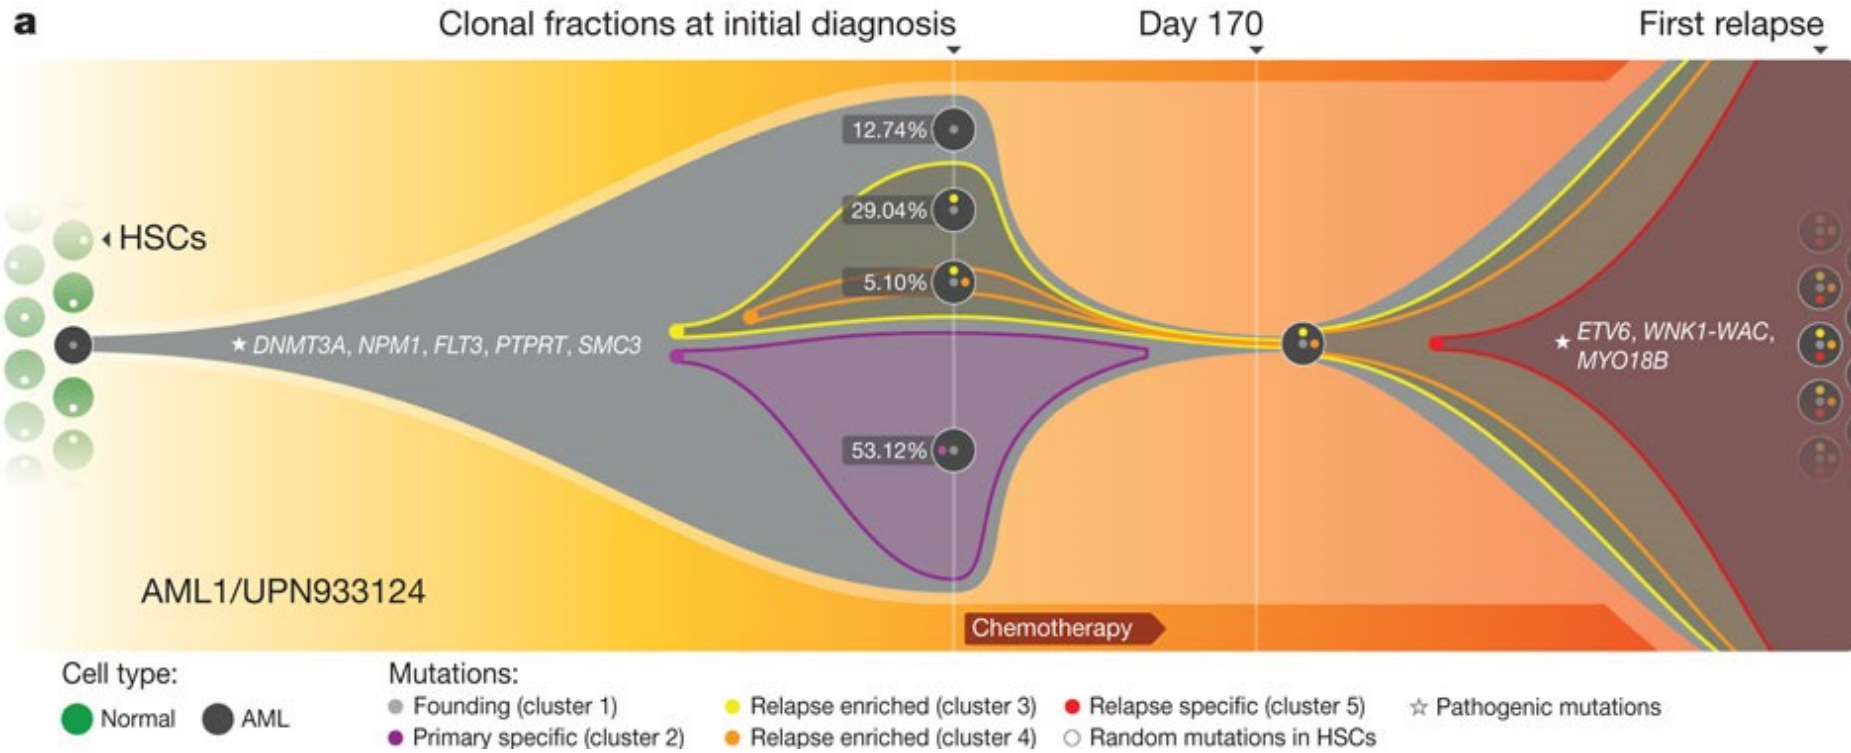 a
Clonal fractions at initial diagnosis
Day 170
First relapse
12.74%
29.04%
HSCs
5.10%
DNMT3A, NPM1, FLT3, PTPRT, SMC3
ETV6, WNK1-WAC,
MYO18B
53.12%
AML1/UPN933124
Chemotherapy
Cell type:
Normal
AML
Mutations:
Founding (cluster 1)
Primary specific (cluster 2)
Relapse enriched (cluster 3)
Relapse enriched (cluster 4)
Relapse specific (cluster 5)
Random mutations in HSCs
Pathogenic mutations